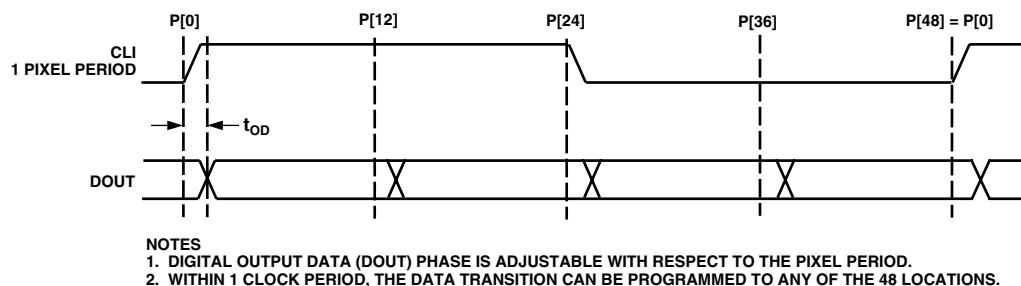 P[0] P[12] P[24] P[36] P[48] = P[0]
CLI
1 PIXEL PERIOD
tOD
DOUT
NOTES
1. DIGITAL OUTPUT DATA (DOUT) PHASE IS ADJUSTABLE WITH RESPECT TO THE PIXEL PERIOD.
2. WITHIN 1 CLOCK PERIOD, THE DATA TRANSITION CAN BE PROGRAMMED TO ANY OF THE 48 LOCATIONS.